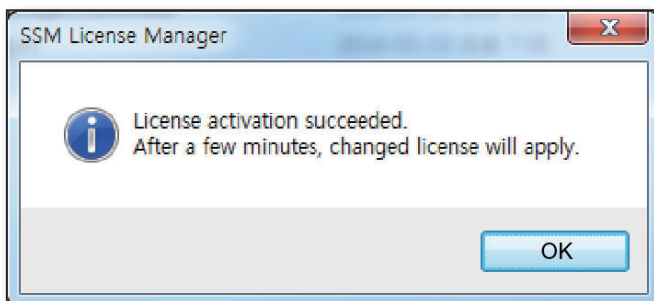 SSM License Manager
License activation succeeded.
After a few minutes, changed license will apply.
OK